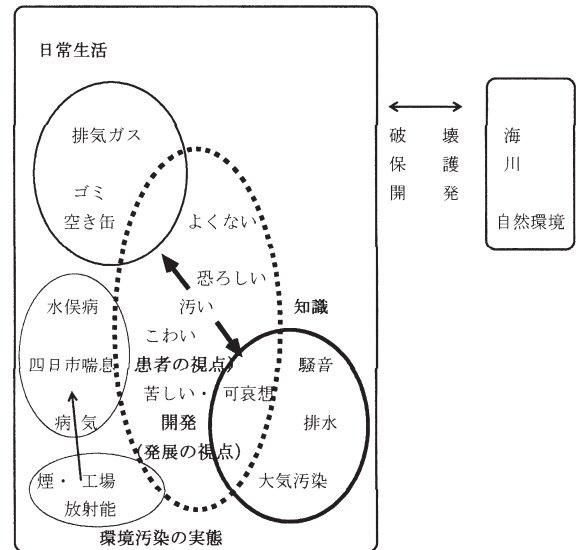 日常生活
排気ガス
ゴミ
空き缶
よくない
恐ろしい
汚い
こわい
水俣病
四日市喘息
病気
患者の視点）
苦しい・可哀想
開発
（発展の視点）
知識
騒音
排水
大気汚染
煙・工場
放射能
環境汚染の実態
破壊
保護
開発
海
川
自然環境